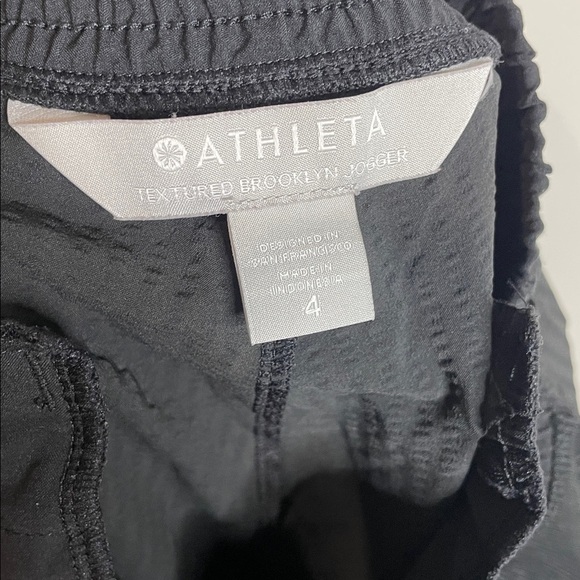 ATHLETA
TEXTURED BROOKLYN JOGGER
DESIGNED IN
SAN FRANCISCO
MADE IN
INDONESIA
4